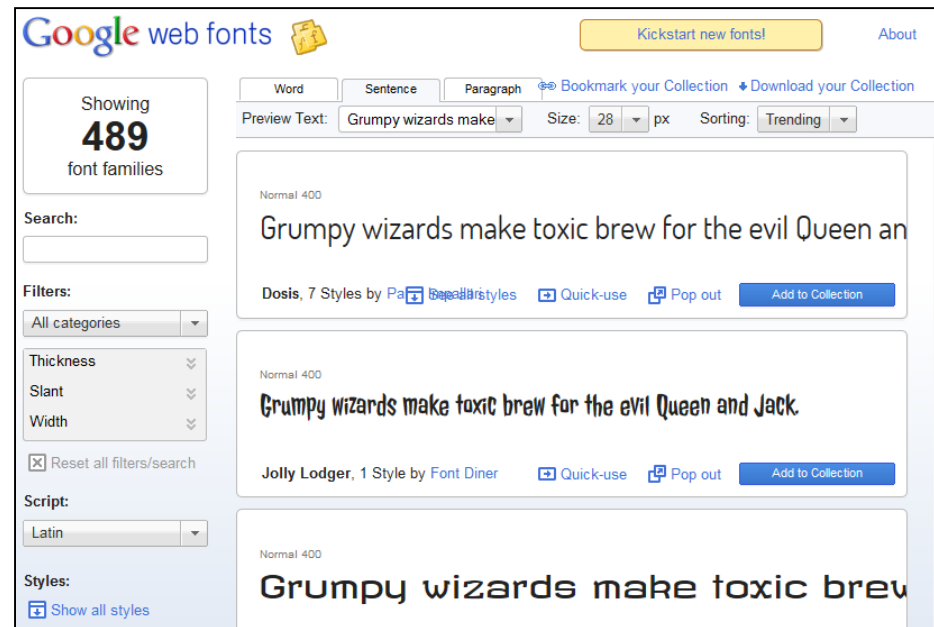 Google web fonts
Kickstart new fonts!
About
Showing
489
font families
Search:
Filters:
All categories
Thickness
Slant
Width
Reset all filters/search
Script:
Latin
Styles:
Show all styles
Word Sentence Paragraph Bookmark your Collection Download your Collection
Preview Text: Grumpy wizards make Size: 28 px Sorting: Trending
Normal 400
Grumpy wizards make toxic brew for the evil Queen an
Dosis, 7 Styles by See all styles Quick-use Pop out Add to Collection
Normal 400
Grumpy wizards make toxic brew for the evil Queen and Jack.
Jolly Lodger, 1 Style by Font Diner Quick-use Pop out Add to Collection
Normal 400
Grumpy wizards make toxic brew